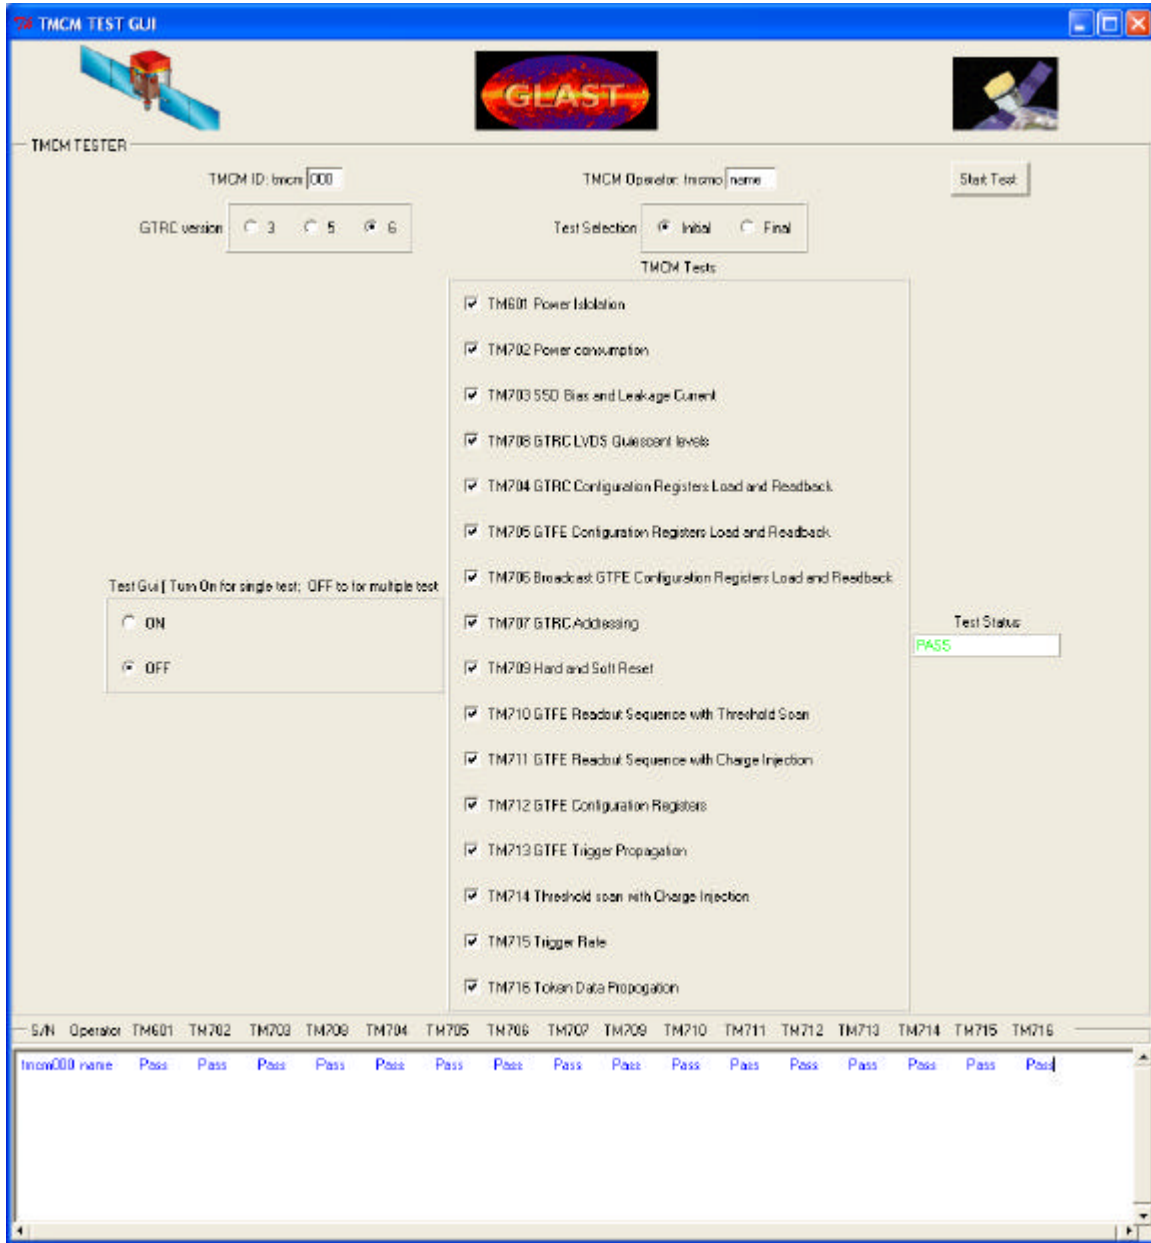 TMCM TEST GUI
GLAST
TMCM TESTER
TMCM ID: tmcm 000
TMCM Operator: tmcmo name
Start Test
GTRC version 3 5 6
Test Selection Initial Final
TMCM Tests
TM601 Power Islolation
TM702 Power consumption
TM703 SSD Bias and Leakage Current
TM708 GTRC LVDS Quiescent levels
TM704 GTRC Configuration Registers Load and Readback
TM705 GTFE Configuration Registers Load and Readback
TM706 Broadcast GTFE Configuration Registers Load and Readback
TM707 GTRC Addressing
TM709 Hard and Soft Reset
TM710 GTFE Readout Sequence with Threshold Scan
TM711 GTFE Readout Sequence with Charge Injection
TM712 GTFE Configuration Registers
TM713 GTFE Trigger Propagation
TM714 Threshold scan with Charge Injection
TM715 Trigger Rate
TM716 Token Data Propogation
Test Gui [ Turn On for single test; OFF to for multiple test
ON
OFF
Test Status
PASS
S/N Operator TM601 TM702 TM703 TM708 TM704 TM705 TM706 TM707 TM709 TM710 TM711 TM712 TM713 TM714 TM715 TM716
tmcm000 name Pass Pass Pass Pass Pass Pass Pass Pass Pass Pass Pass Pass Pass Pass Pass Pass